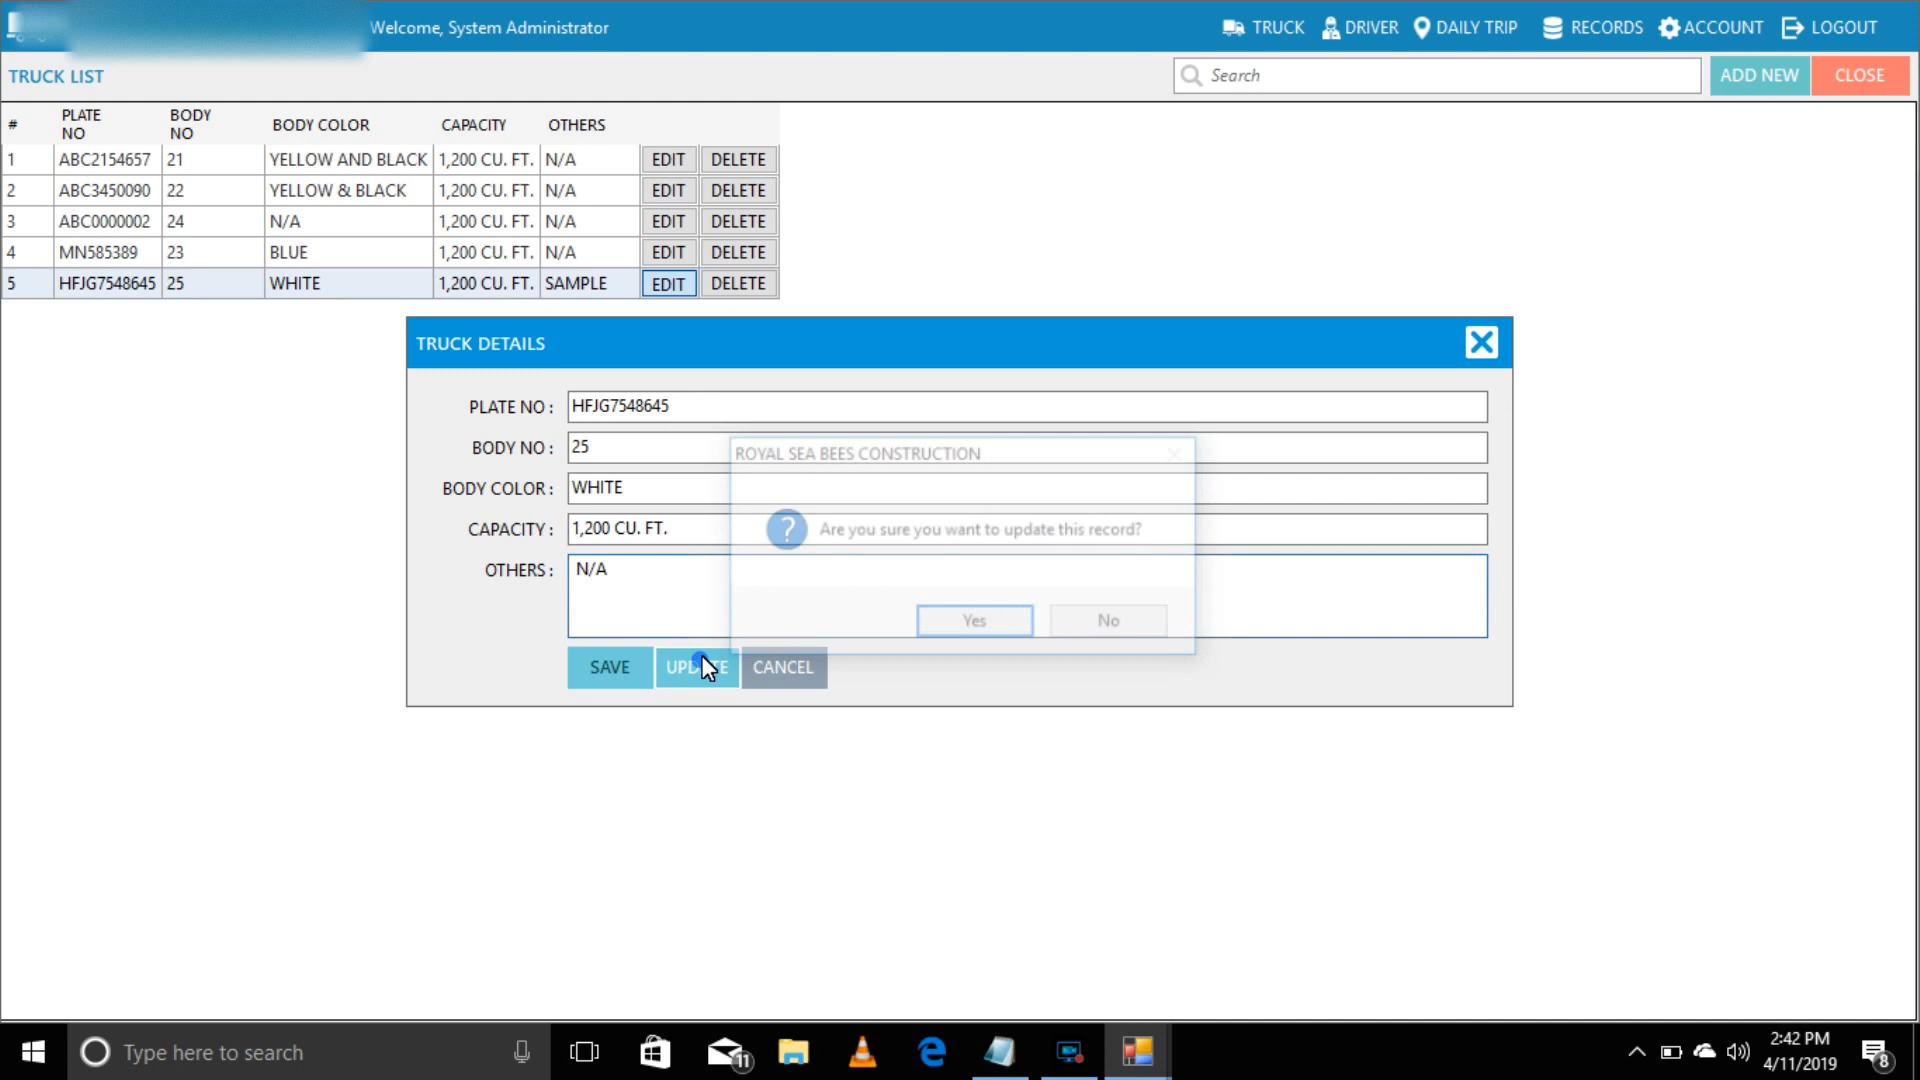 Welcome, System Administrator
TRUCK DRIVER DAILY TRIP RECORDS ACCOUNT LOGOUT
TRUCK LIST
Search
ADD NEW CLOSE
# PLATE NO BODY NO BODY COLOR CAPACITY OTHERS
1 ABC2154657 21 YELLOW AND BLACK 1,200 CU. FT. N/A EDIT DELETE
2 ABC3450090 22 YELLOW & BLACK 1,200 CU. FT. N/A EDIT DELETE
3 ABC0000002 24 N/A 1,200 CU. FT. N/A EDIT DELETE
4 MN585389 23 BLUE 1,200 CU. FT. N/A EDIT DELETE
5 HFJG7548645 25 WHITE 1,200 CU. FT. SAMPLE EDIT DELETE
TRUCK DETAILS
PLATE NO : HFJG7548645
BODY NO : 25
BODY COLOR : WHITE
CAPACITY : 1,200 CU. FT.
OTHERS : N/A
ROYAL SEA BEES CONSTRUCTION
Are you sure you want to update this record?
Yes No
SAVE UPDATE CANCEL
Type here to search
11
2:42 PM
4/11/2019
8